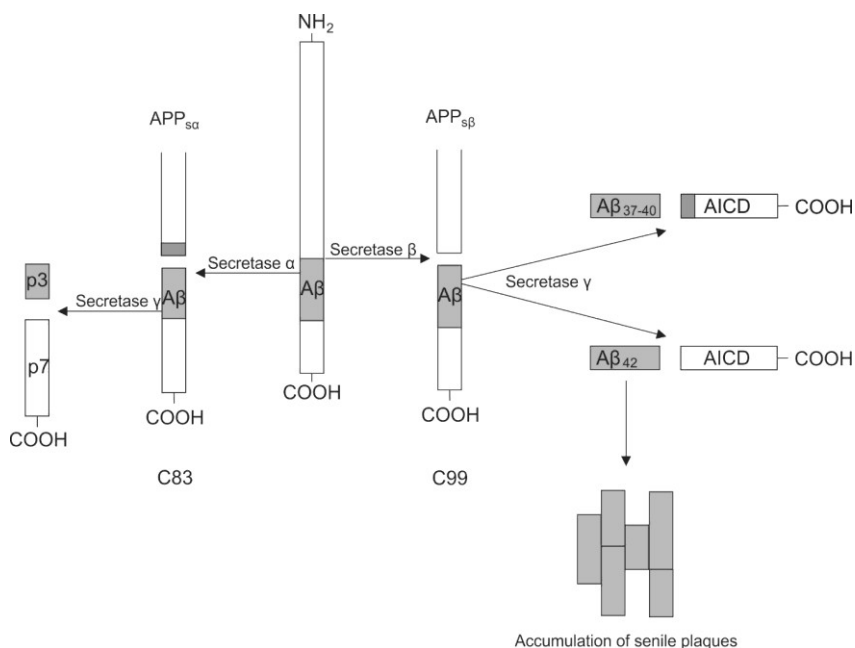 NH₂
APPsα
APPsβ
Aβ37-40
AICD
COOH
Secretase α
Secretase β
p3
Aβ
Aβ
Aβ
Secretase γ
Secretase γ
p7
Aβ42
AICD
COOH
COOH
COOH
COOH
COOH
C83
C99
Accumulation of senile plaques